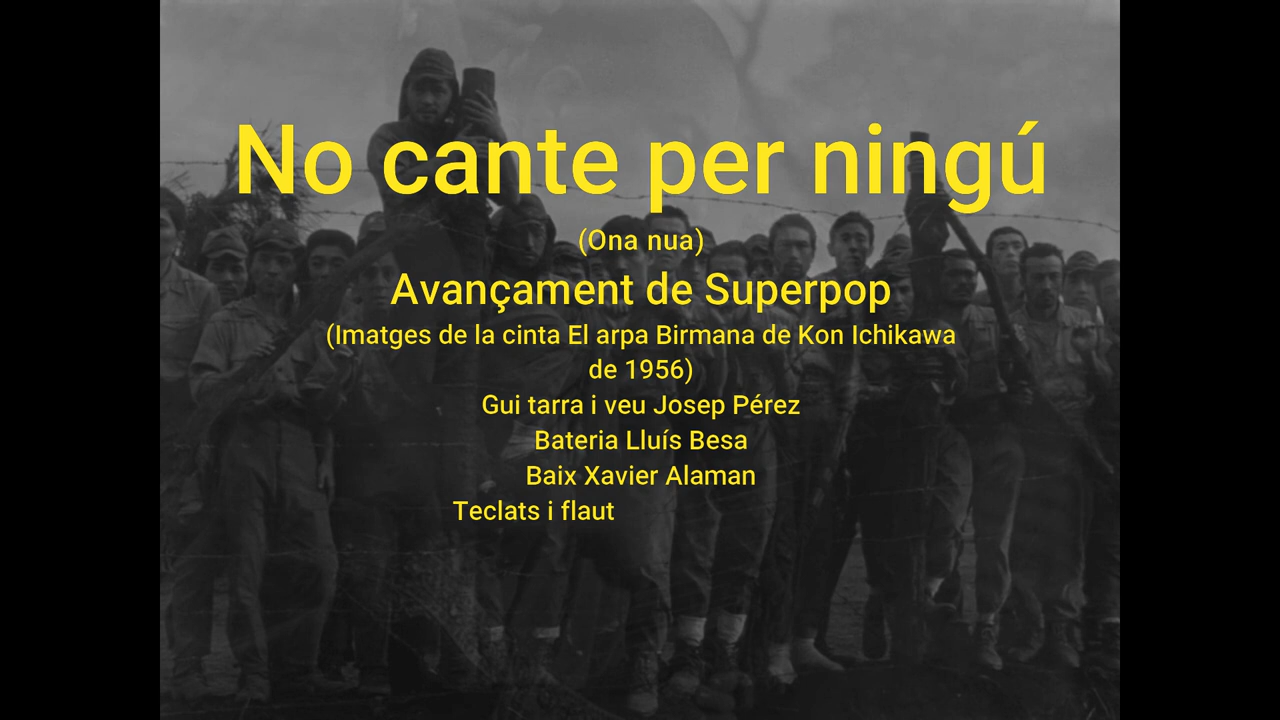 No cante per ningú
(Ona nua)
Avançament de Superpop
(Imatges de la cinta El arpa Birmana de Kon Ichikawa
de 1956)
Gui tarra i veu Josep Pérez
Bateria Lluís Besa
Baix Xavier Alaman
Teclats i flaut